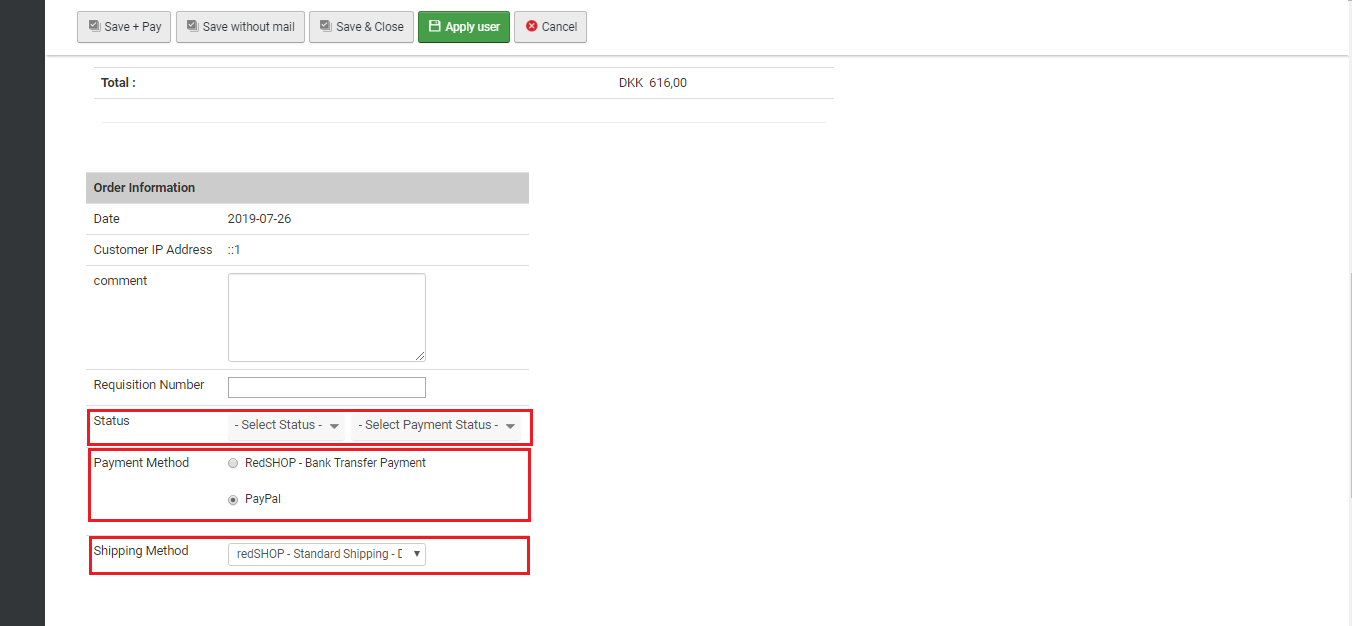 Save + Pay Save without mail Save & Close Apply user Cancel
Total : DKK 616,00
Order Information
Date 2019-07-26
Customer IP Address ::1
comment
Requisition Number
Status - Select Status - - Select Payment Status -
Payment Method RedSHOP - Bank Transfer Payment
PayPal
Shipping Method redSHOP - Standard Shipping -